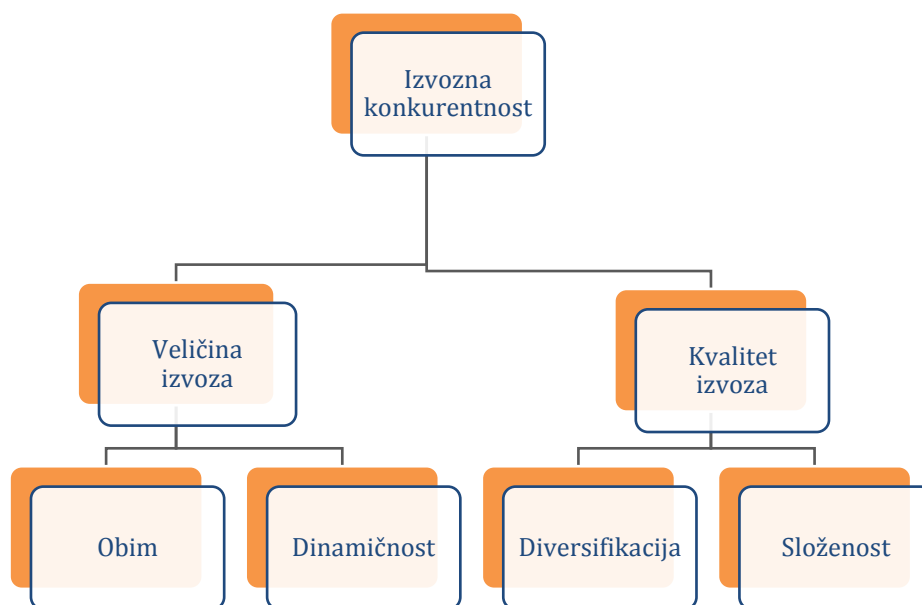 Izvozna
konkurentnost
Veličina
izvoza
Kvalitet
izvoza
Obim
Dinamičnost
Diversifikacija
Složenost